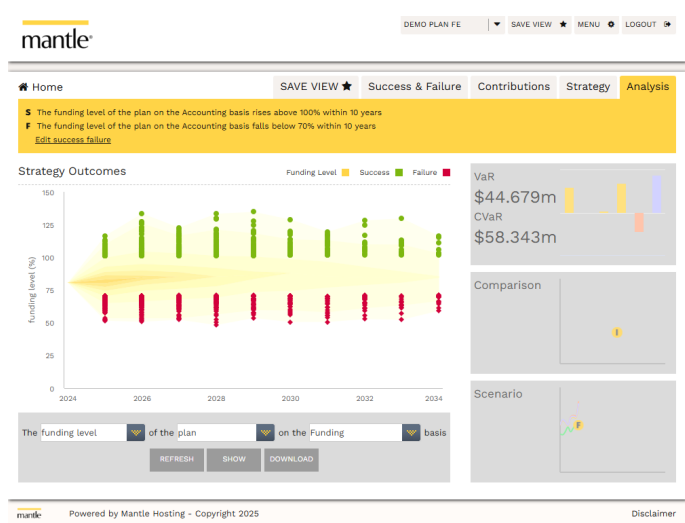 mantle
DEMO PLAN FE
SAVE VIEW
MENU
LOGOUT
Home
SAVE VIEW
Success & Failure
Contributions
Strategy
Analysis
S The funding level of the plan on the Accounting basis rises above 100% within 10 years
F The funding level of the plan on the Accounting basis falls below 70% within 10 years
Edit success failure
Strategy Outcomes
Funding Level
Success
Failure
150
125
100
75
50
25
0
funding level (%)
2024
2026
2028
2030
2032
2034
VaR
$44.679m
CVaR
$58.343m
Comparison
I
Scenario
F
The funding level of the plan on the Funding basis
REFRESH
SHOW
DOWNLOAD
mantle
Powered by Mantle Hosting - Copyright 2025
Disclaimer